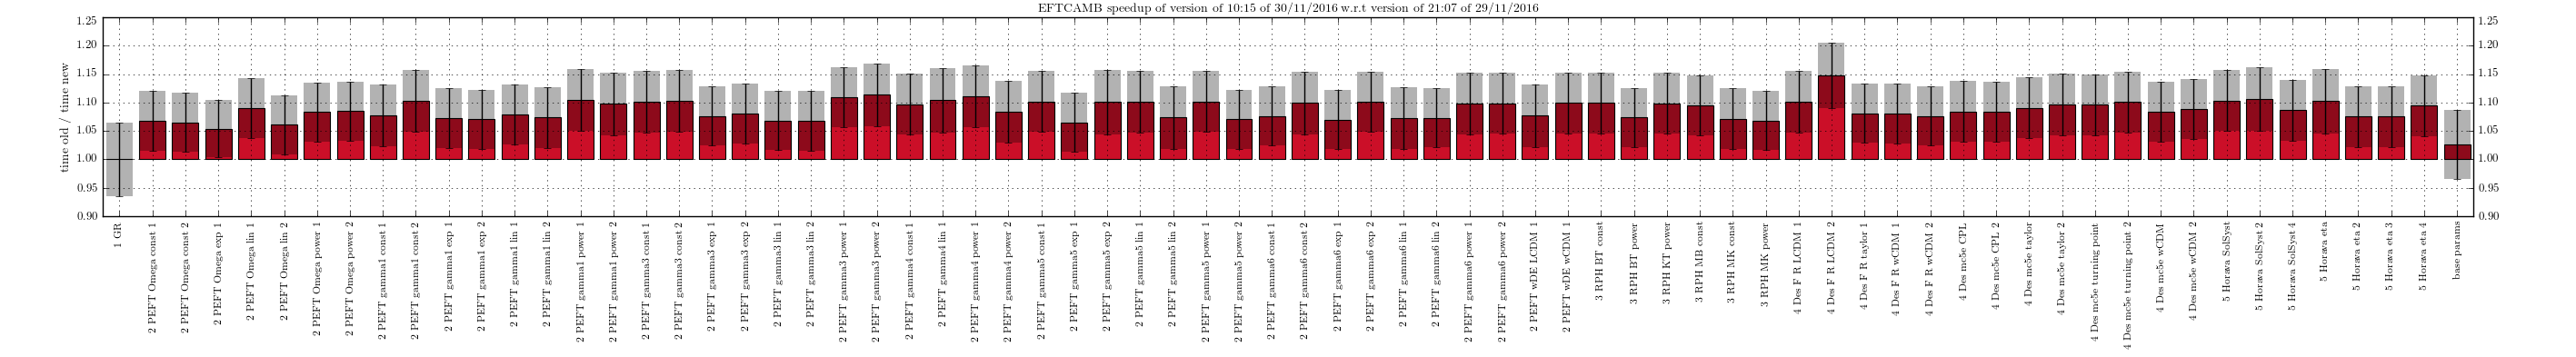 EFTCAMB speedup of version of 10:15 of 30/11/2016 w.r.t version of 21:07 of 29/11/2016
time old / time new
1.25
1.20
1.15
1.10
1.05
1.00
0.95
0.90
1.25
1.20
1.15
1.10
1.05
1.00
0.95
0.90
1 GR
2 PEFT Omega const 1
2 PEFT Omega const 2
2 PEFT Omega exp 1
2 PEFT Omega lin 1
2 PEFT Omega lin 2
2 PEFT Omega power 1
2 PEFT Omega power 2
2 PEFT gamma1 const 1
2 PEFT gamma1 const 2
2 PEFT gamma1 exp 1
2 PEFT gamma1 exp 2
2 PEFT gamma1 lin 1
2 PEFT gamma1 lin 2
2 PEFT gamma1 power 1
2 PEFT gamma1 power 2
2 PEFT gamma3 const 1
2 PEFT gamma3 const 2
2 PEFT gamma3 exp 1
2 PEFT gamma3 exp 2
2 PEFT gamma3 lin 1
2 PEFT gamma3 lin 2
2 PEFT gamma3 power 1
2 PEFT gamma3 power 2
2 PEFT gamma4 const 1
2 PEFT gamma4 lin 1
2 PEFT gamma4 power 1
2 PEFT gamma4 power 2
2 PEFT gamma5 const 1
2 PEFT gamma5 exp 1
2 PEFT gamma5 exp 2
2 PEFT gamma5 lin 1
2 PEFT gamma5 lin 2
2 PEFT gamma5 power 1
2 PEFT gamma5 power 2
2 PEFT gamma6 const 1
2 PEFT gamma6 const 2
2 PEFT gamma6 exp 1
2 PEFT gamma6 exp 2
2 PEFT gamma6 lin 1
2 PEFT gamma6 lin 2
2 PEFT gamma6 power 1
2 PEFT gamma6 power 2
2 PEFT wDE LCDM 1
2 PEFT wDE wCDM 1
3 RPH BT const
3 RPH BT power
3 RPH KT power
3 RPH MB const
3 RPH MK const
3 RPH MK power
4 Des F R LCDM 1
4 Des F R LCDM 2
4 Des F R taylor 1
4 Des F R wCDM 1
4 Des F R wCDM 2
4 Des mc5e CPL
4 Des mc5e CPL 2
4 Des mc5e taylor
4 Des mc5e taylor 2
4 Des mc5e turning point
4 Des mc5e turning point 2
4 Des mc5e wCDM
4 Des mc5e wCDM 2
5 Horava SolSyst
5 Horava SolSyst 2
5 Horava SolSyst 4
5 Horava eta
5 Horava eta 2
5 Horava eta 3
5 Horava eta 4
base params